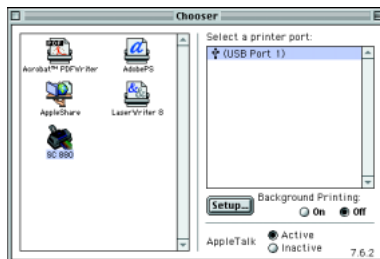 Chooser
Acrobat™ PDFWriter
AdobePS
AppleShare
LaserWriter 8
SC 880
Select a printer port:
(USB Port 1)
Setup...
Background Printing:
On
Off
AppleTalk
Active
Inactive
7.6.2